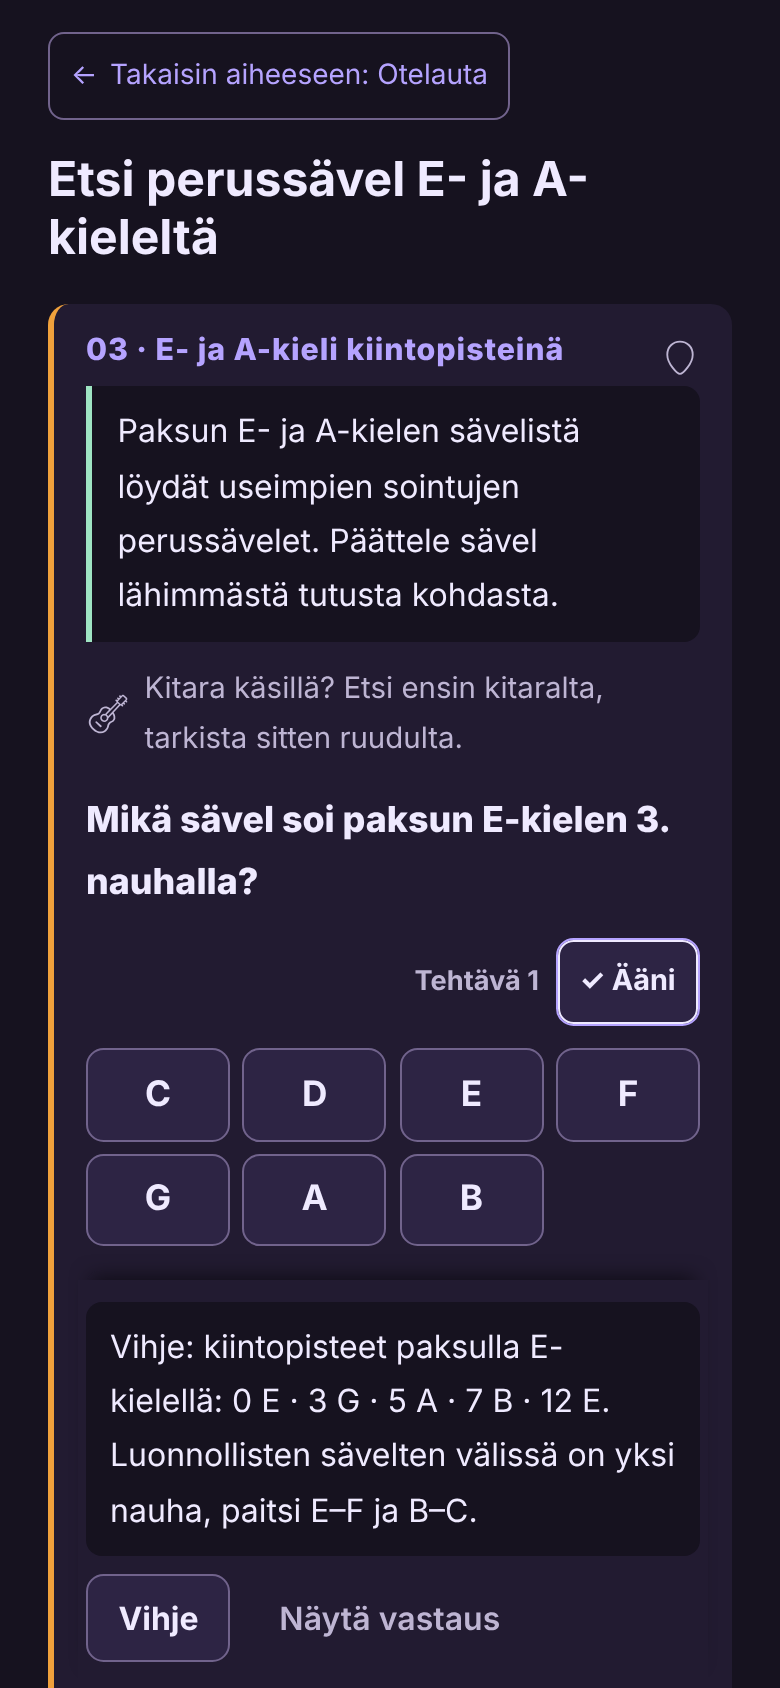 ← Takaisin aiheeseen: Otelauta
Etsi perussävel E- ja A-
kieleltä
03 · E- ja A-kieli kiintopisteinä
Paksun E- ja A-kielen sävelistä
löydät useimpien sointujen
perussävelet. Päättele sävel
lähimmästä tutusta kohdasta.
Kitara käsillä? Etsi ensin kitaralta,
tarkista sitten ruudulta.
Mikä sävel soi paksun E-kielen 3.
nauhalla?
Tehtävä 1 ✓ Ääni
C D E F
G A B
Vihje: kiintopisteet paksulla E-
kielellä: 0 E · 3 G · 5 A · 7 B · 12 E.
Luonnollisten sävelten välissä on yksi
nauha, paitsi E–F ja B–C.
Vihje Näytä vastaus